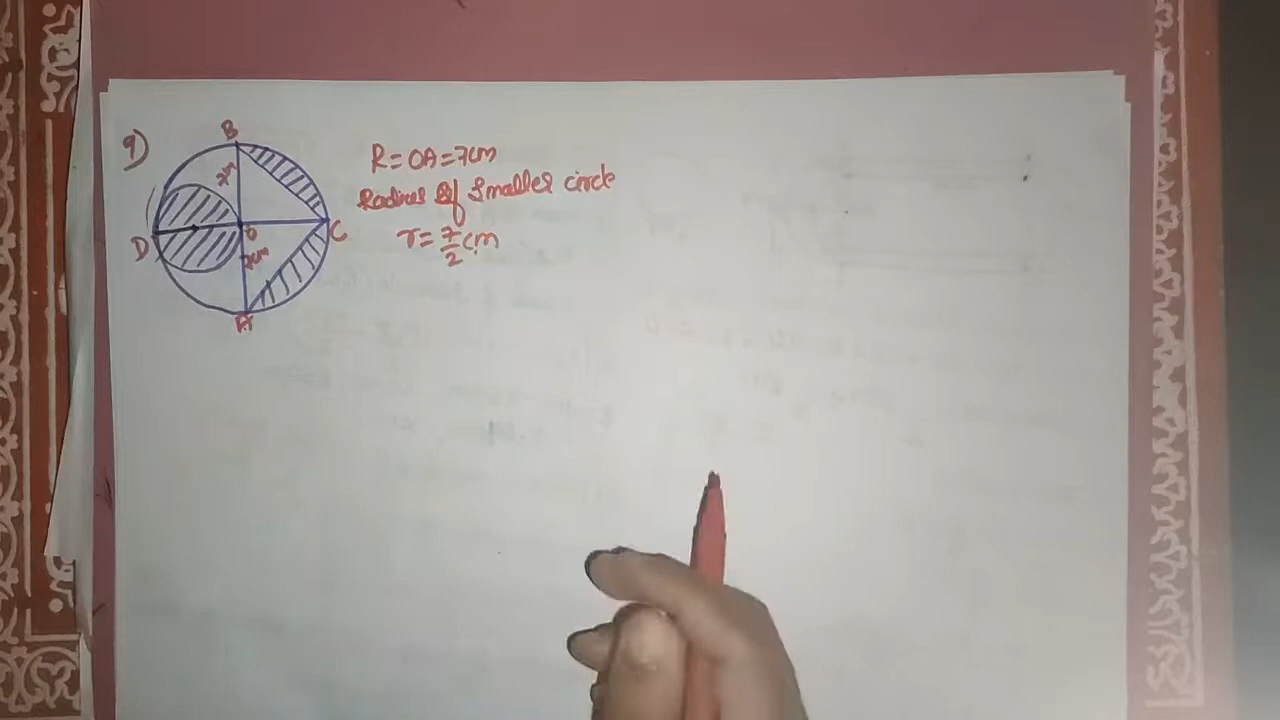 9)
B
7cm
D
O
C
7cm
A
R = OA = 7cm
Radius of smaller circle
r = 7/2 cm